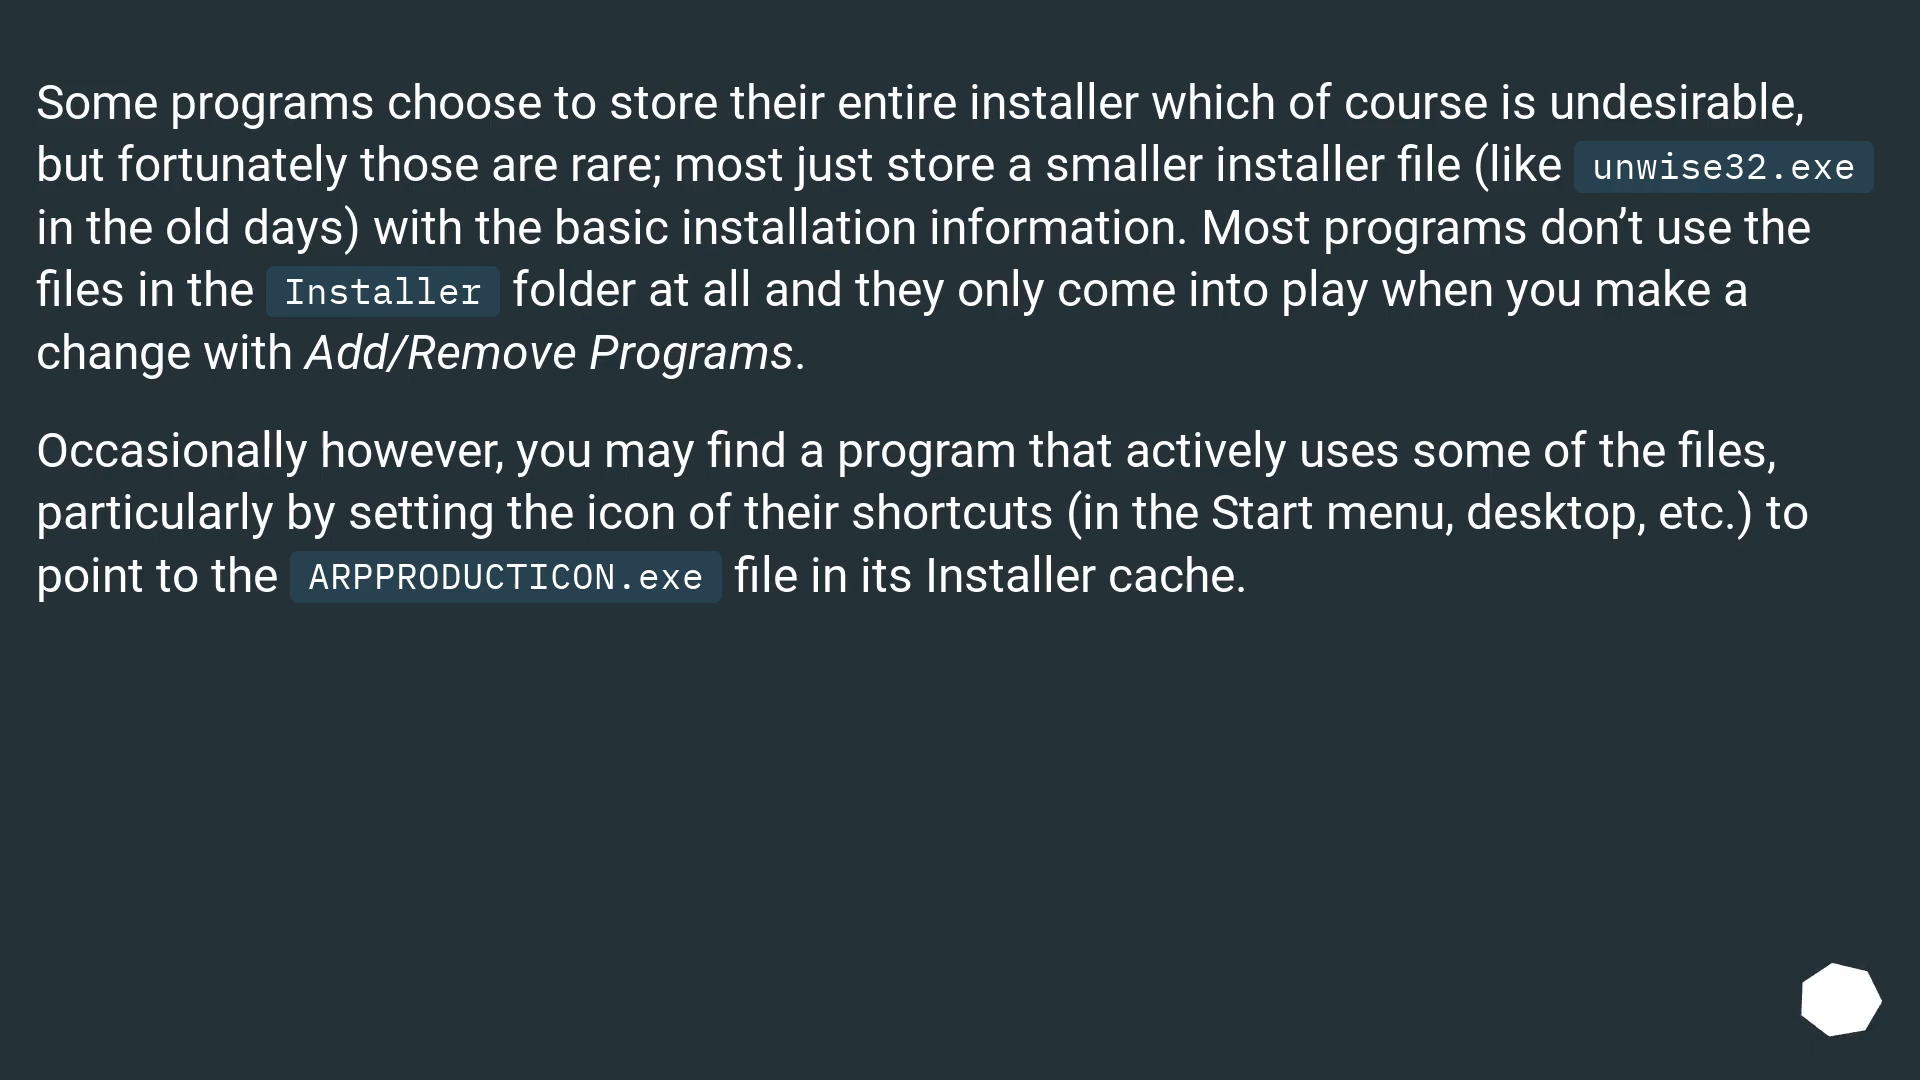 Some programs choose to store their entire installer which of course is undesirable,
but fortunately those are rare; most just store a smaller installer file (like unwise32.exe
in the old days) with the basic installation information. Most programs don’t use the
files in the Installer folder at all and they only come into play when you make a
change with Add/Remove Programs.
Occasionally however, you may find a program that actively uses some of the files,
particularly by setting the icon of their shortcuts (in the Start menu, desktop, etc.) to
point to the ARPPRODUCTICON.exe file in its Installer cache.